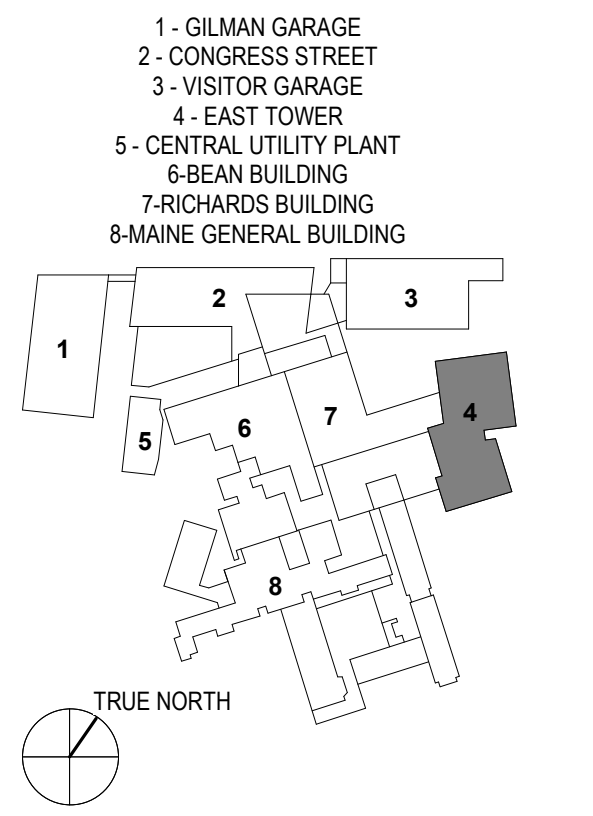 1 - GILMAN GARAGE
2 - CONGRESS STREET
3 - VISITOR GARAGE
4 - EAST TOWER
5 - CENTRAL UTILITY PLANT
6-BEAN BUILDING
7-RICHARDS BUILDING
8-MAINE GENERAL BUILDING
2
3
1
4
7
6
5
8
TRUE NORTH